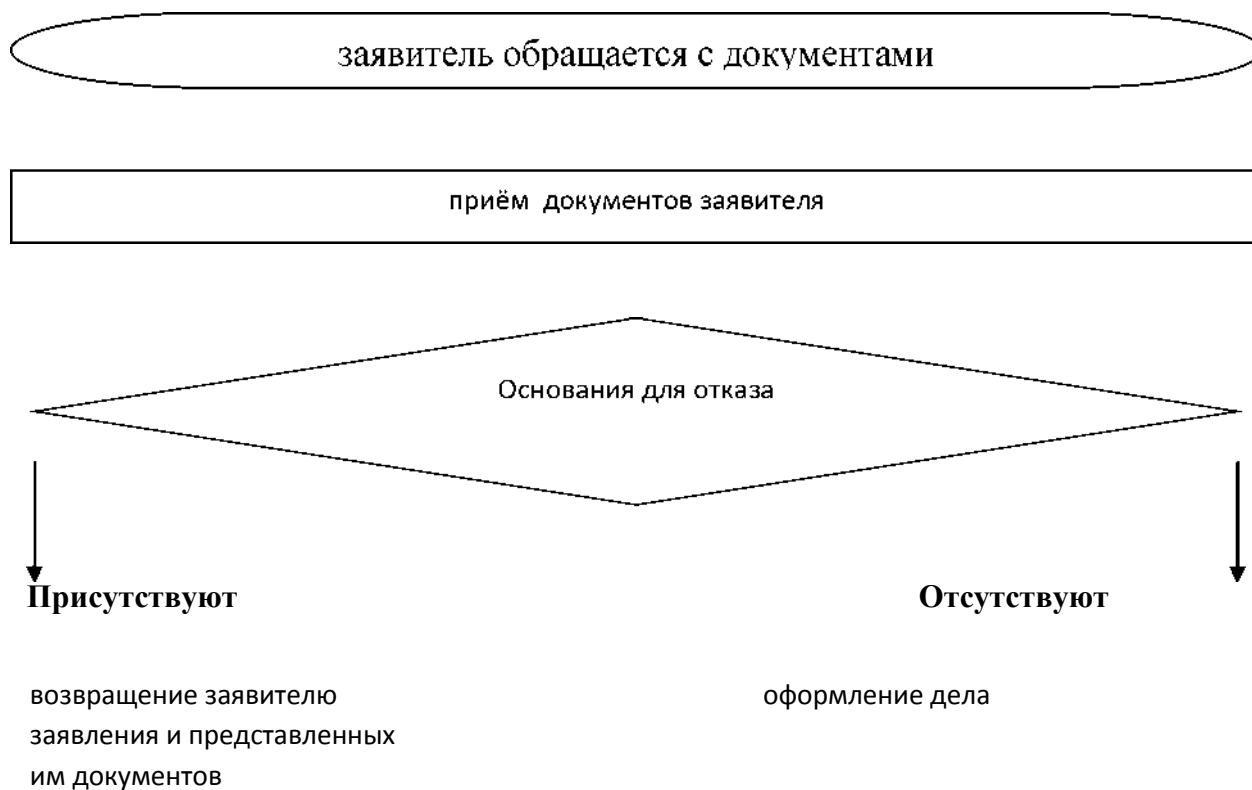 заявитель обращается с документами
приём документов заявителя
Основания для отказа
Присутствуют
Отсутствуют
возвращение заявителю
заявления и представленных
им документов
оформление дела